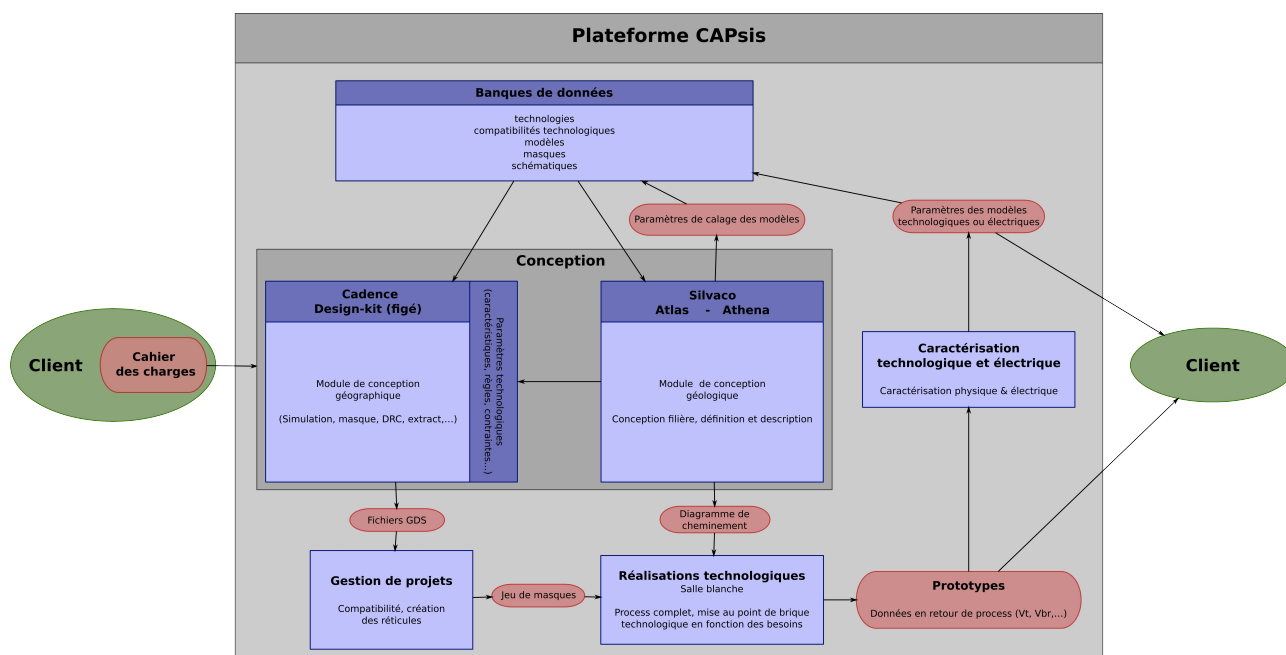 Plateforme CAPsis
Banques de données
technologies
compatibilités technologiques
modèles
masques
schématiques
Paramètres de calage des modèles
Paramètres des modèles
technologiques ou électriques
Conception
Cadence
Design-kit (figé)
Paramètres technologiques
(caractéristiques, règles, contraintes...)
Silvaco
Atlas - Athena
Client
Cahier
des charges
Module de conception
géographique
(Simulation, masque, DRC, extract,...)
Module de conception
géologique
Conception filière, définition et description
Caractérisation
technologique et électrique
Caractérisation physique & électrique
Client
Fichiers GDS
Diagramme de
cheminement
Gestion de projets
Compatibilité, création
des réticules
Jeu de masques
Réalisations technologiques
Salle blanche
Process complet, mise au point de brique
technologique en fonction des besoins
Prototypes
Données en retour de process (Vt, Vbr,...)